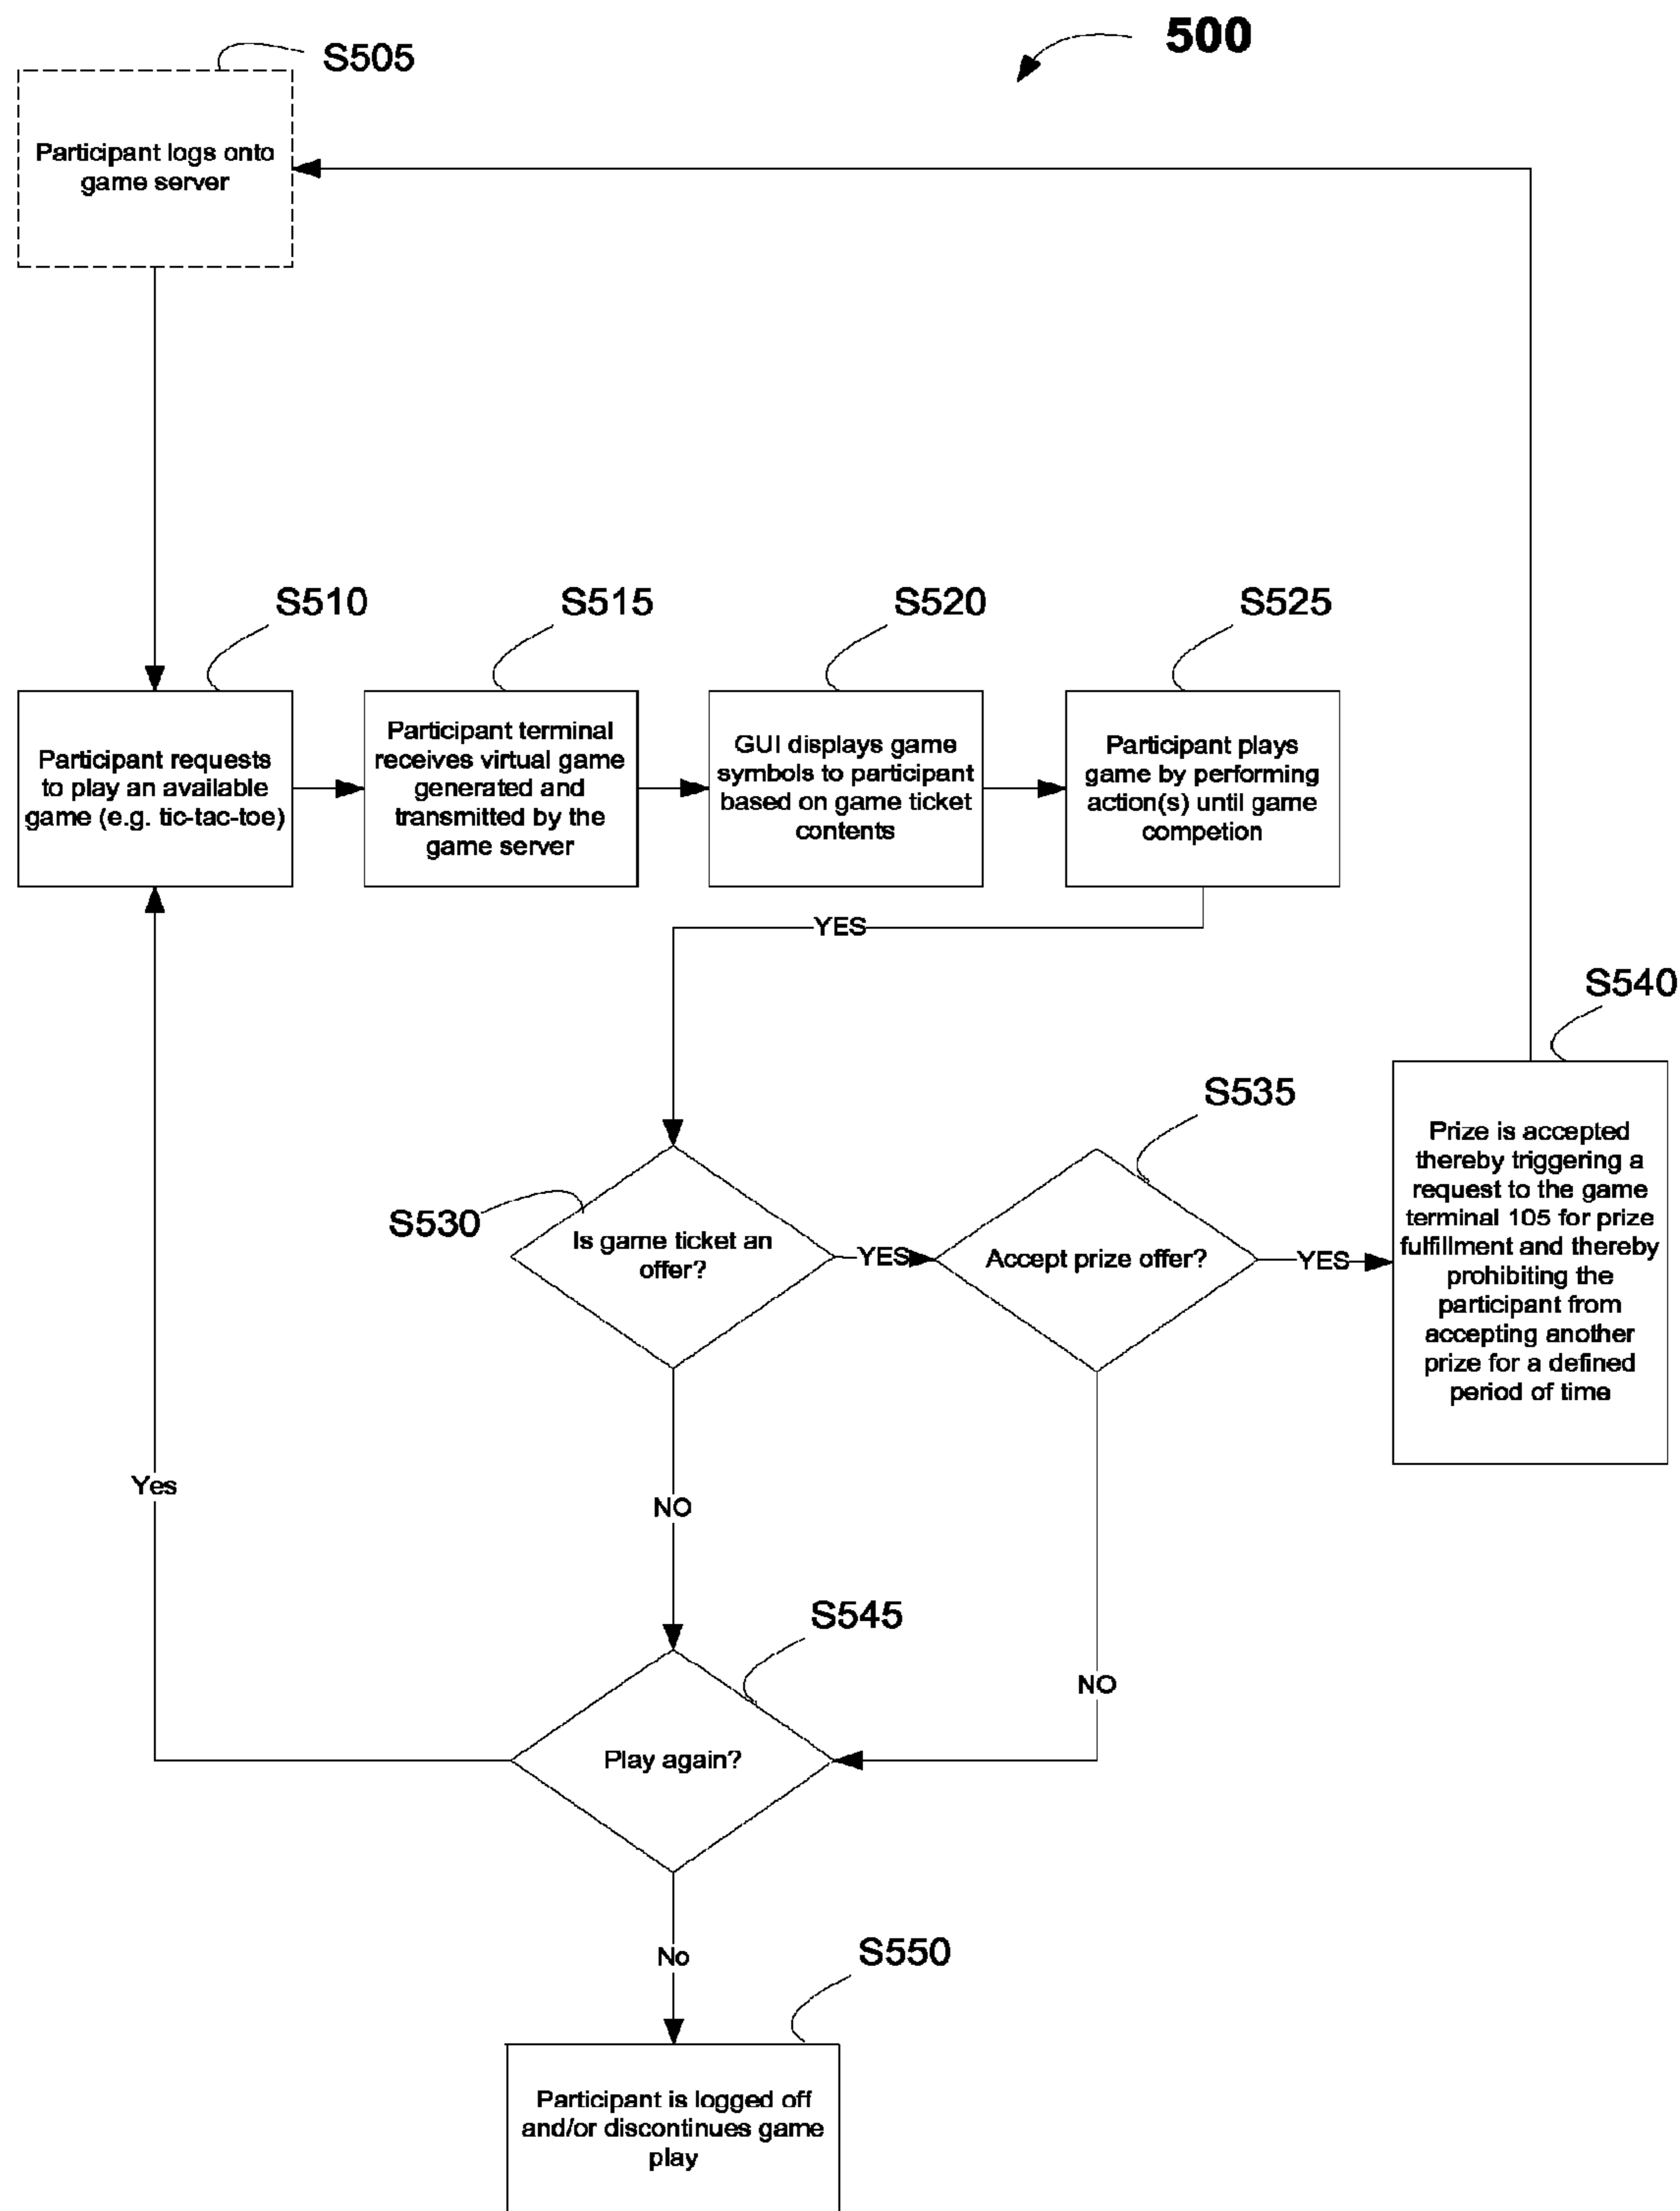 500
S505
Participant logs onto
game server
S510
S515
S520
S525
Participant requests
to play an available
game (e.g. tic-tac-toe)
Participant terminal
receives virtual game
generated and
transmitted by the
game server
GUI displays game
symbols to participant
based on game ticket
contents
Participant plays
game by performing
action(s) until game
competion
YES
S540
S535
S530
Is game ticket an
offer?
YES
Accept prize offer?
YES
Prize is accepted
thereby triggering a
request to the game
terminal 105 for prize
fulfillment and thereby
prohibiting the
participant from
accepting another
prize for a defined
period of time
Yes
NO
S545
NO
Play again?
No
S550
Participant is logged off
and/or discontinues game
play